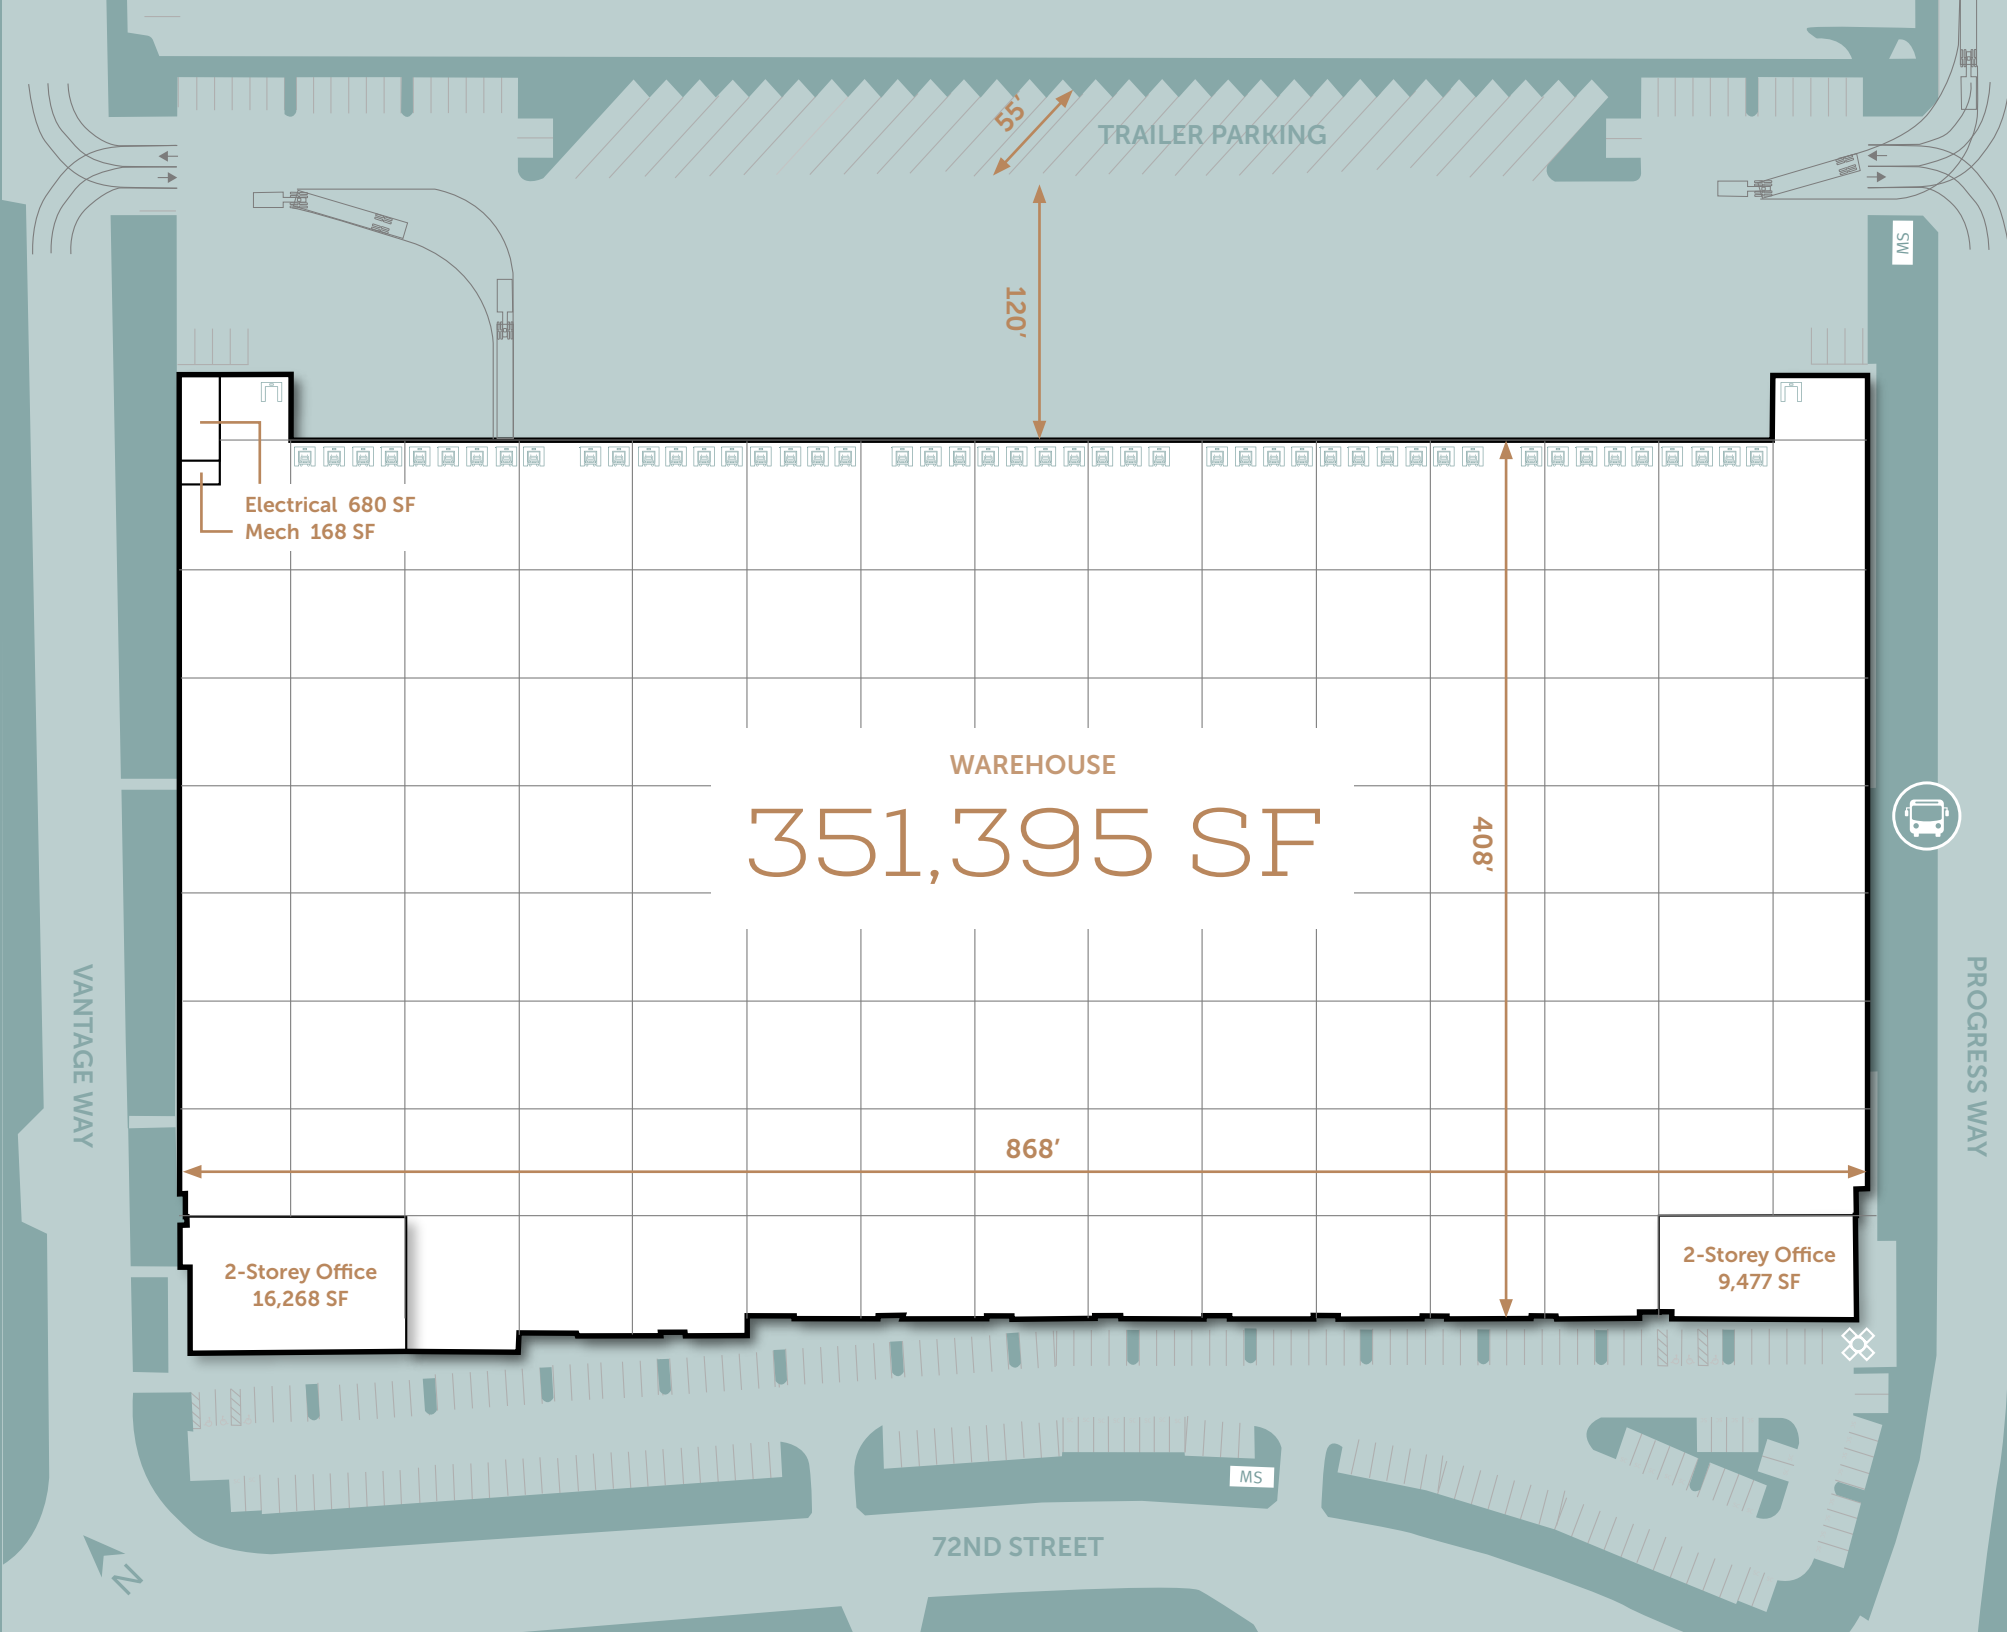 55’
TRAILER PARKING
120’
SW
Electrical 680 SF
Mech 168 SF
WAREHOUSE
351,395 SF
408’
868’
VANTAGE WAY
PROGRESS WAY
2-Storey Office
16,268 SF
2-Storey Office
9,477 SF
MS
72ND STREET
N